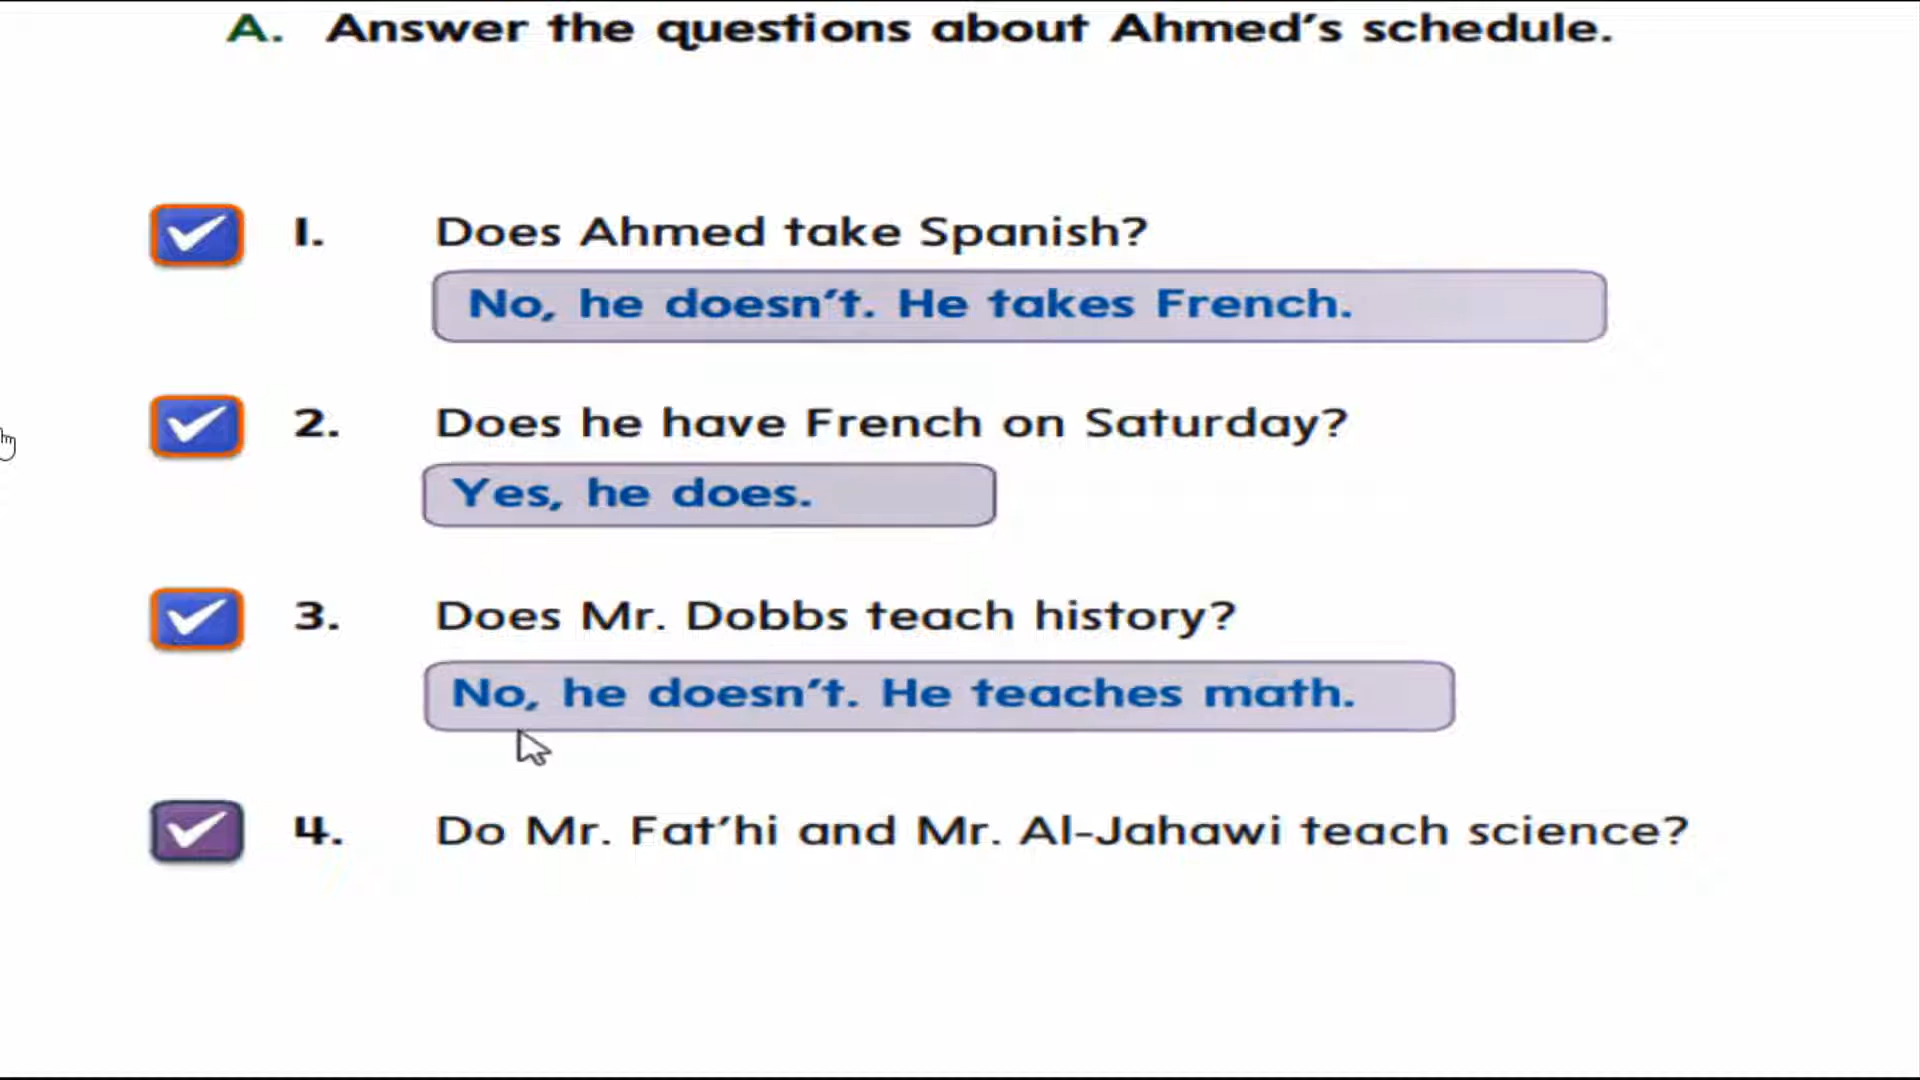 A. Answer the questions about Ahmed's schedule.
1. Does Ahmed take Spanish?
No, he doesn't. He takes French.
2. Does he have French on Saturday?
Yes, he does.
3. Does Mr. Dobbs teach history?
No, he doesn't. He teaches math.
4. Do Mr. Fat'hi and Mr. Al-Jahawi teach science?